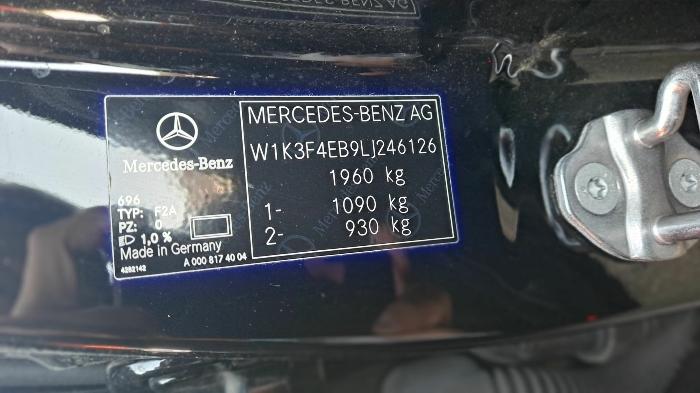 MERCEDES-BENZ AG
W1K3F4EB9LJ246126
1960 kg
1- 1090 kg
2- 930 kg
Mercedes-Benz
696
TYP: F2A
PZ: 0
1,0 %
Made in Germany
4282142 A 000 817 40 04